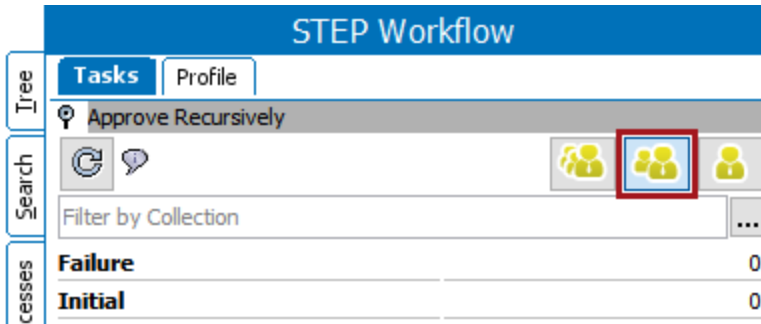 STEP Workflow
Tree
Search
cesses
Tasks Profile
Approve Recursively
Filter by Collection
...
Failure 0
Initial 0